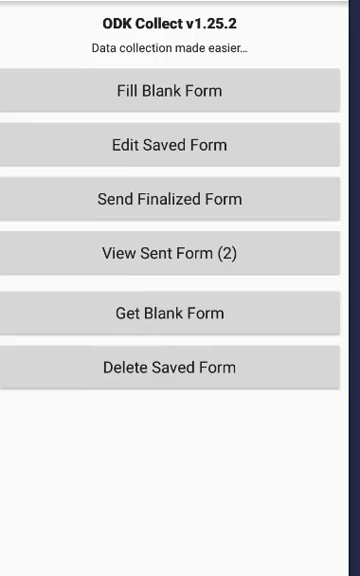 ODK Collect v1.25.2
Data collection made easier...
Fill Blank Form
Edit Saved Form
Send Finalized Form
View Sent Form (2)
Get Blank Form
Delete Saved Form